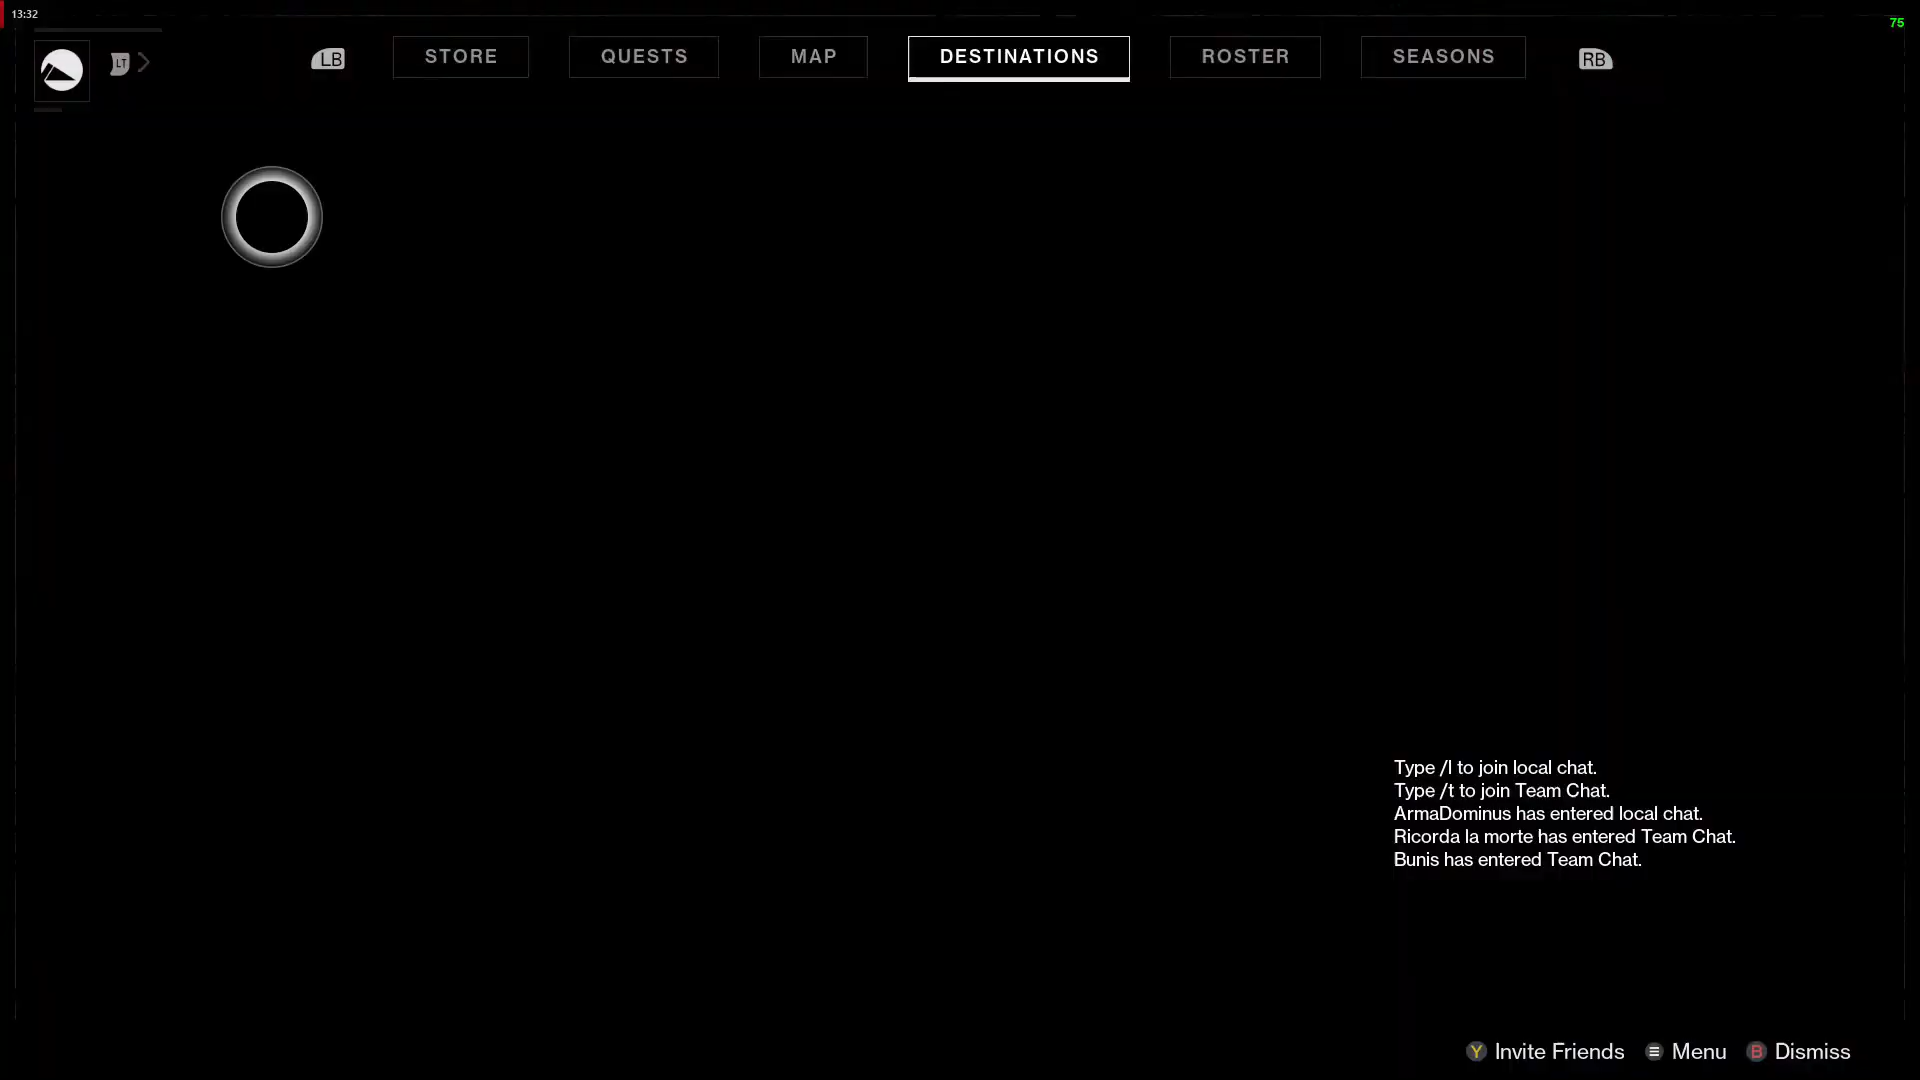 13:32
75
LT
LB
STORE
QUESTS
MAP
DESTINATIONS
ROSTER
SEASONS
RB
Type /l to join local chat.
Type /t to join Team Chat.
ArmaDominus has entered local chat.
Ricorda la morte has entered Team Chat.
Bunis has entered Team Chat.
Y Invite Friends
Menu
B Dismiss